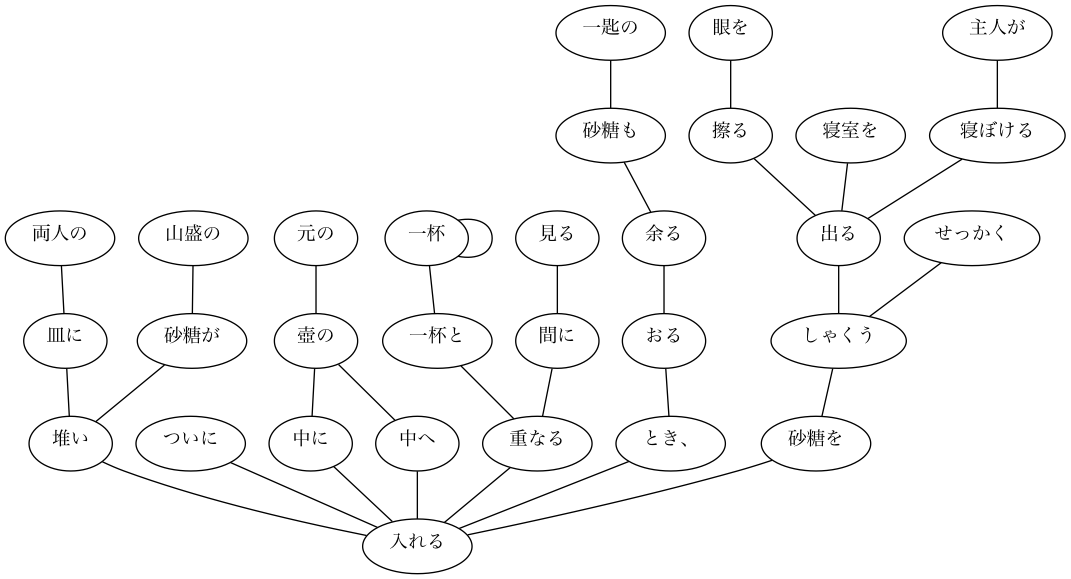 一匙の
眼を
主人が
砂糖も
擦る
寝室を
寝ぼける
両人の
山盛の
元の
一杯
見る
余る
出る
せっかく
皿に
砂糖が
壺の
一杯と
間に
おる
しゃくう
堆い
ついに
中に
中へ
重なる
とき、
砂糖を
入れる